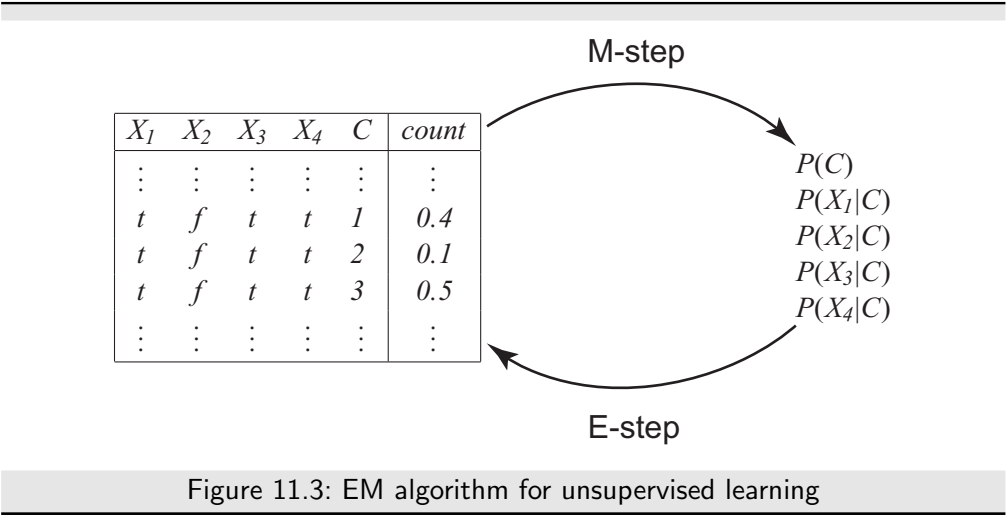 M-step
X1 X2 X3 X4 C count
⋮ ⋮ ⋮ ⋮ ⋮ ⋮
t f t t 1 0.4
t f t t 2 0.1
t f t t 3 0.5
⋮ ⋮ ⋮ ⋮ ⋮ ⋮
P(C)
P(X1|C)
P(X2|C)
P(X3|C)
P(X4|C)
E-step
Figure 11.3: EM algorithm for unsupervised learning